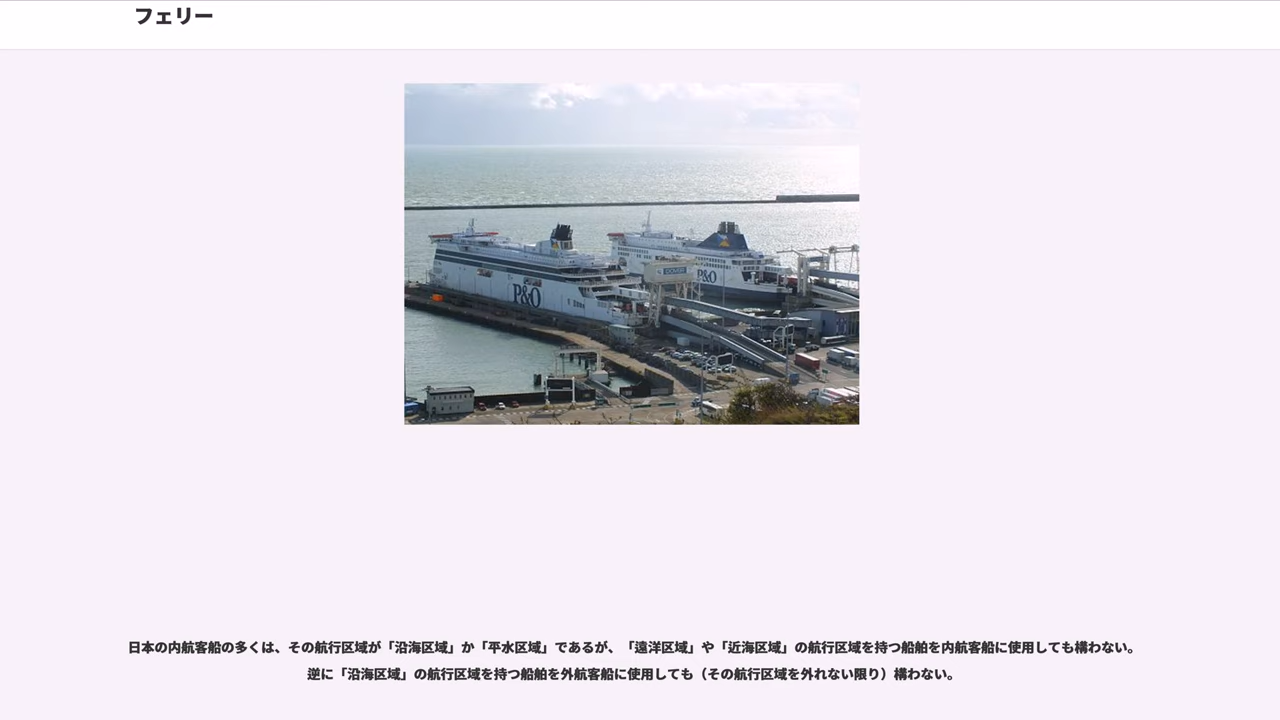 フェリー
DOVER
P&O
P&O
日本の内航客船の多くは、その航行区域が「沿海区域」か「平水区域」であるが、「遠洋区域」や「近海区域」の航行区域を持つ船舶を内航客船に使用しても構わない。
逆に「沿海区域」の航行区域を持つ船舶を外航客船に使用しても（その航行区域を外れない限り）構わない。